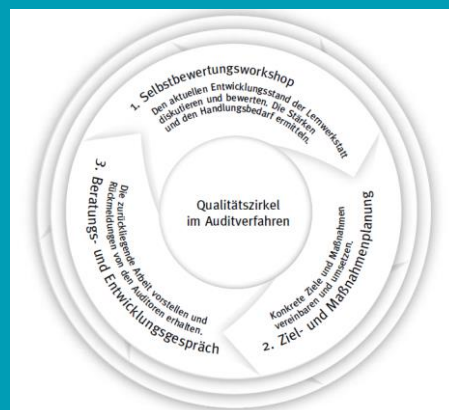 Qualitätszirkel
im Auditverfahren
1. Selbstbewertungsworkshop
Den aktuellen Entwicklungsstand der Lernwerkstatt
diskutieren und bewerten. Die Stärken
und den Handlungsbedarf ermitteln.
2. Ziel- und Maßnahmenplanung
Konkrete Ziele und Maßnahmen
vereinbaren und umsetzen.
3. Beratungs- und Entwicklungsgespräch
Die zurückliegende Arbeit vorstellen und
Rückmeldungen von den Auditoren erhalten.